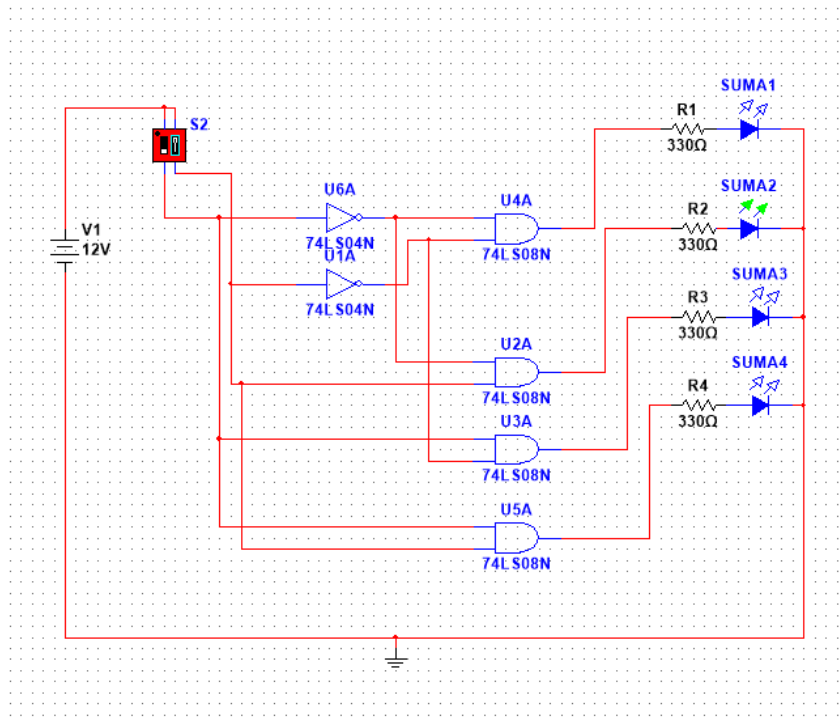 SUMA1
R1
330Ω
S2
U6A
74LS04N
U1A
74LS04N
U4A
74LS08N
SUMA2
R2
330Ω
V1
12V
SUMA3
R3
330Ω
U2A
74LS08N
SUMA4
R4
330Ω
U3A
74LS08N
U5A
74LS08N